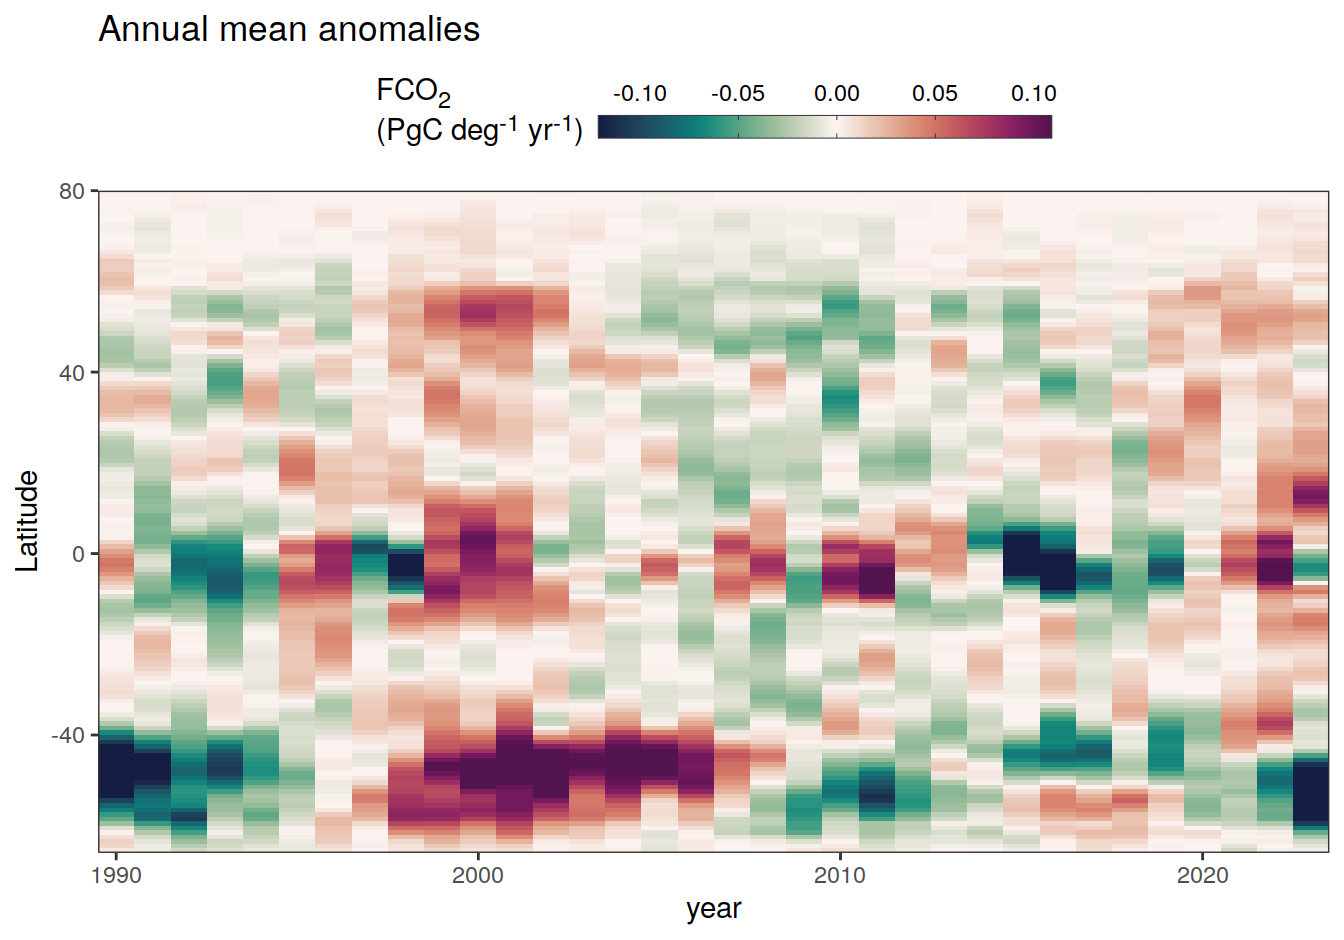 Annual mean anomalies
FCO₂
(PgC deg⁻¹ yr⁻¹)
-0.10 -0.05 0.00 0.05 0.10
80
40
0
-40
Latitude
1990 2000 2010 2020
year